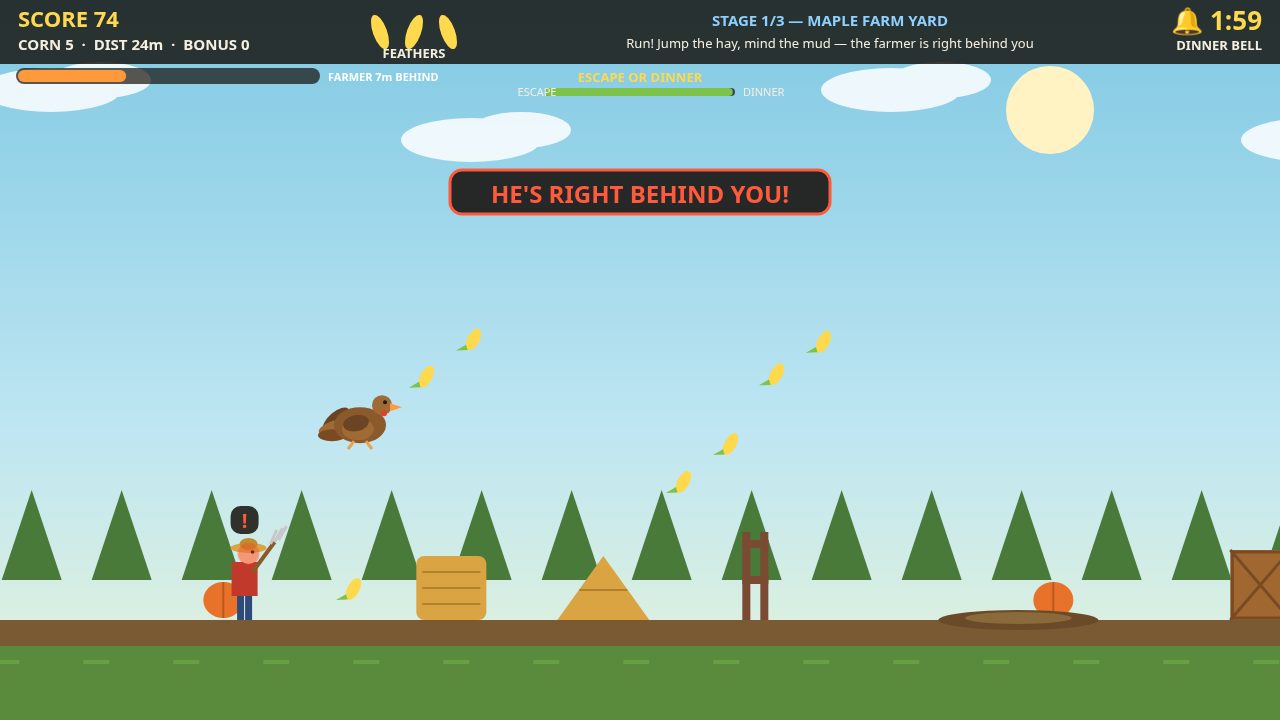 SCORE 74
CORN 5 · DIST 24m · BONUS 0
FEATHERS
STAGE 1/3 — MAPLE FARM YARD
Run! Jump the hay, mind the mud — the farmer is right behind you
1:59
DINNER BELL
FARMER 7m BEHIND
ESCAPE OR DINNER
ESCAPE
DINNER
HE'S RIGHT BEHIND YOU!
!